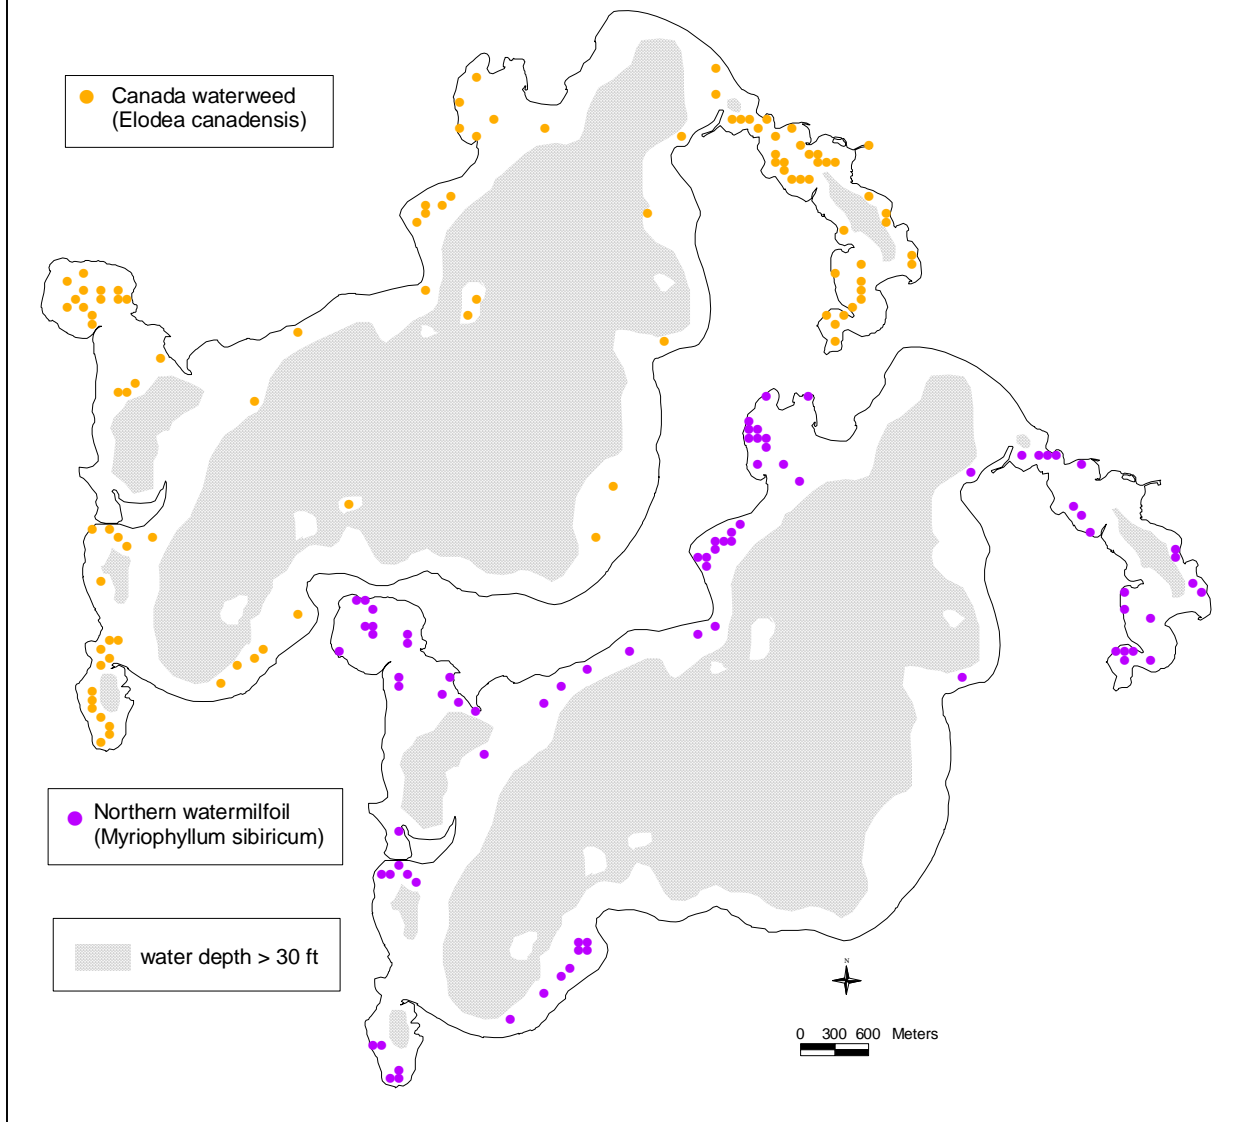 Canada waterweed
(Elodea canadensis)
Northern watermilfoil
(Myriophyllum sibiricum)
water depth > 30 ft
N
0 300 600 Meters